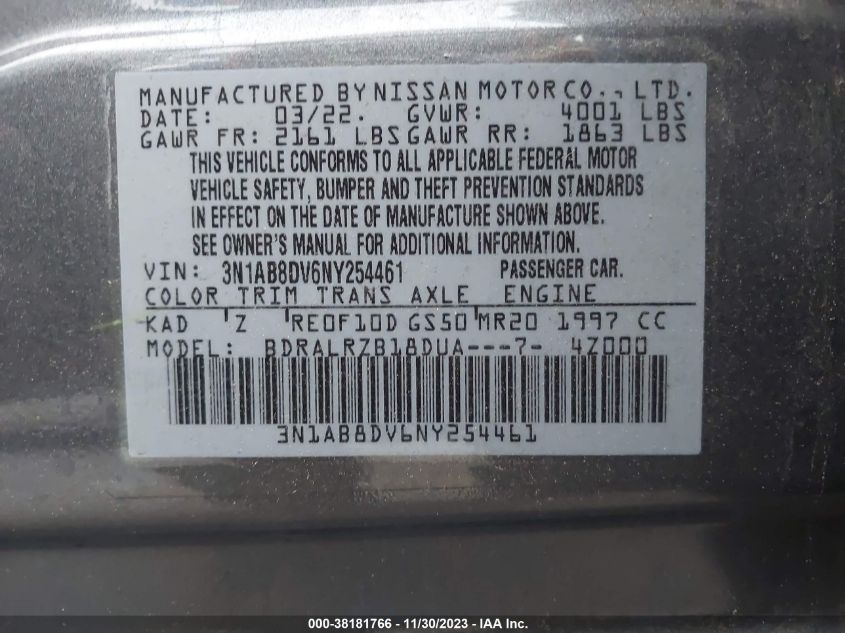 MANUFACTURED BY NISSAN MOTOR CO., LTD.
DATE: 03/22. GVWR: 4001 LBS
GAWR FR: 2161 LBS GAWR RR: 1863 LBS
THIS VEHICLE CONFORMS TO ALL APPLICABLE FEDERAL MOTOR
VEHICLE SAFETY, BUMPER AND THEFT PREVENTION STANDARDS
IN EFFECT ON THE DATE OF MANUFACTURE SHOWN ABOVE.
SEE OWNER'S MANUAL FOR ADDITIONAL INFORMATION.
VIN: 3N1AB8DV6NY254461 PASSENGER CAR.
COLOR TRIM TRANS AXLE ENGINE
KAD Z RE0F10D GS50 MR20 1997 CC
MODEL: BDRALRZB18DUA---7- 4Z000
3N1AB8DV6NY254461
000-38181766 - 11/30/2023 - IAA Inc.